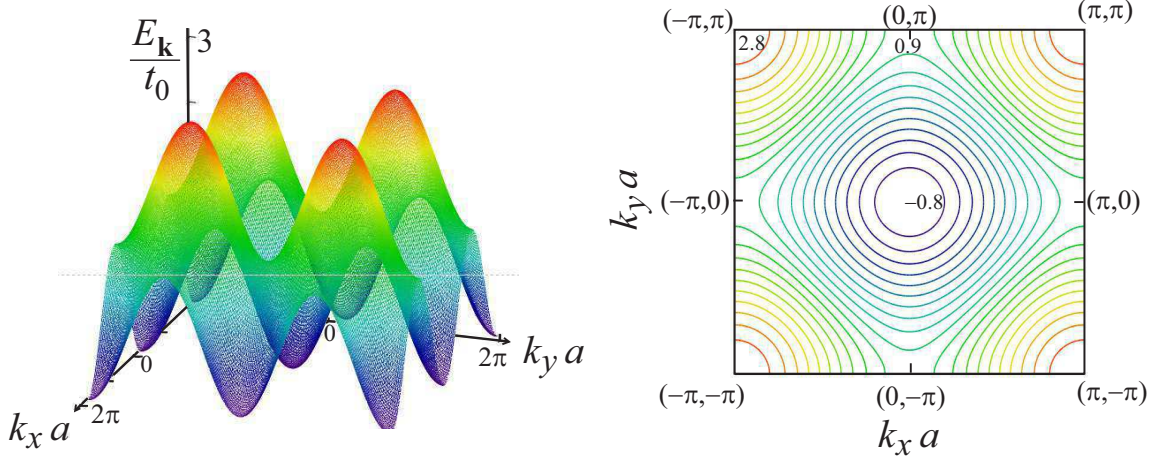 E_k
t_0
3
0
2π
k_x a
0
2π
k_y a
(−π,π)
(0,π)
(π,π)
2.8
0.9
k_y a
(−π,0)
−0.8
(π,0)
(−π,−π)
(0,−π)
(π,−π)
k_x a